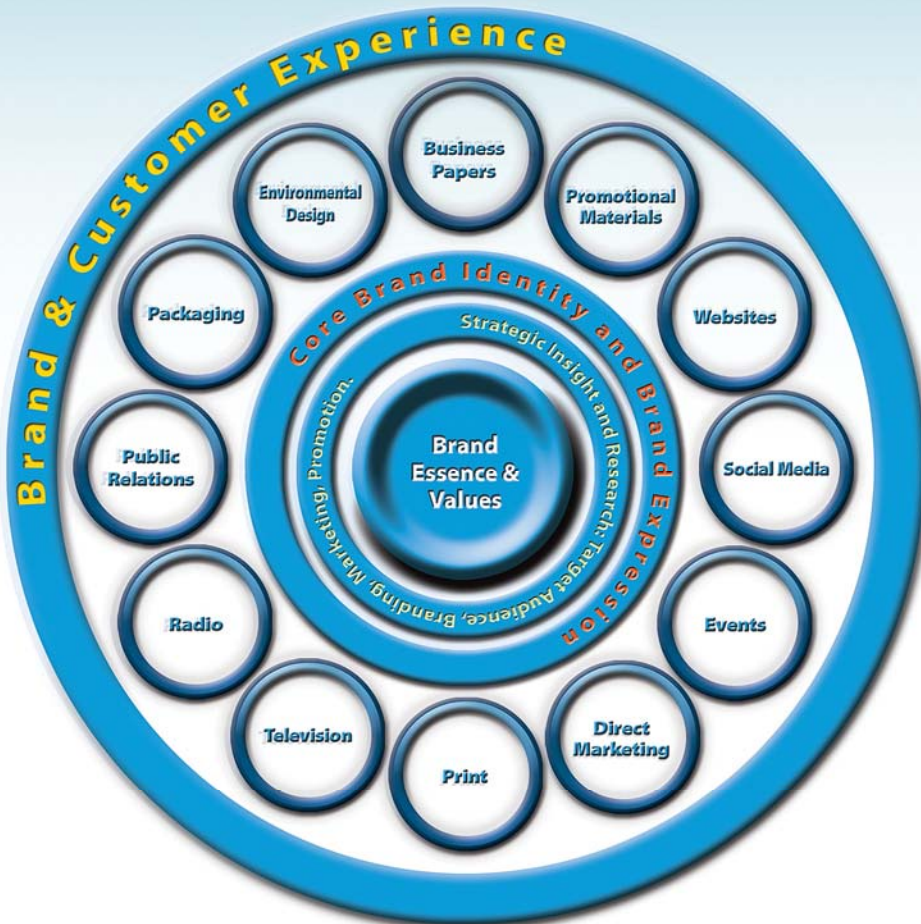 Brand & Customer Experience
Business
Papers
Promotional
Materials
Websites
Social Media
Events
Direct
Marketing
Print
Television
Radio
Public
Relations
Packaging
Environmental
Design
Core Brand Identity and Brand Expression
Strategic Insight and Research: Target Audience, Branding, Marketing, Promotion.
Brand
Essence &
Values